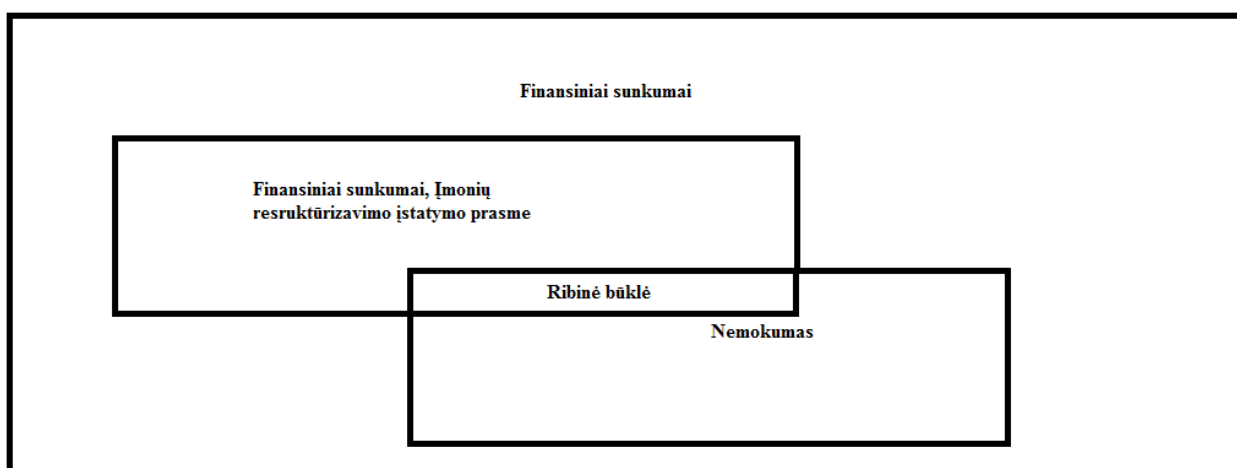 Finansiniai sunkumai
Finansiniai sunkumai, Įmonių
resruktūrizavimo įstatymo prasme
Ribinė būklė
Nemokumas